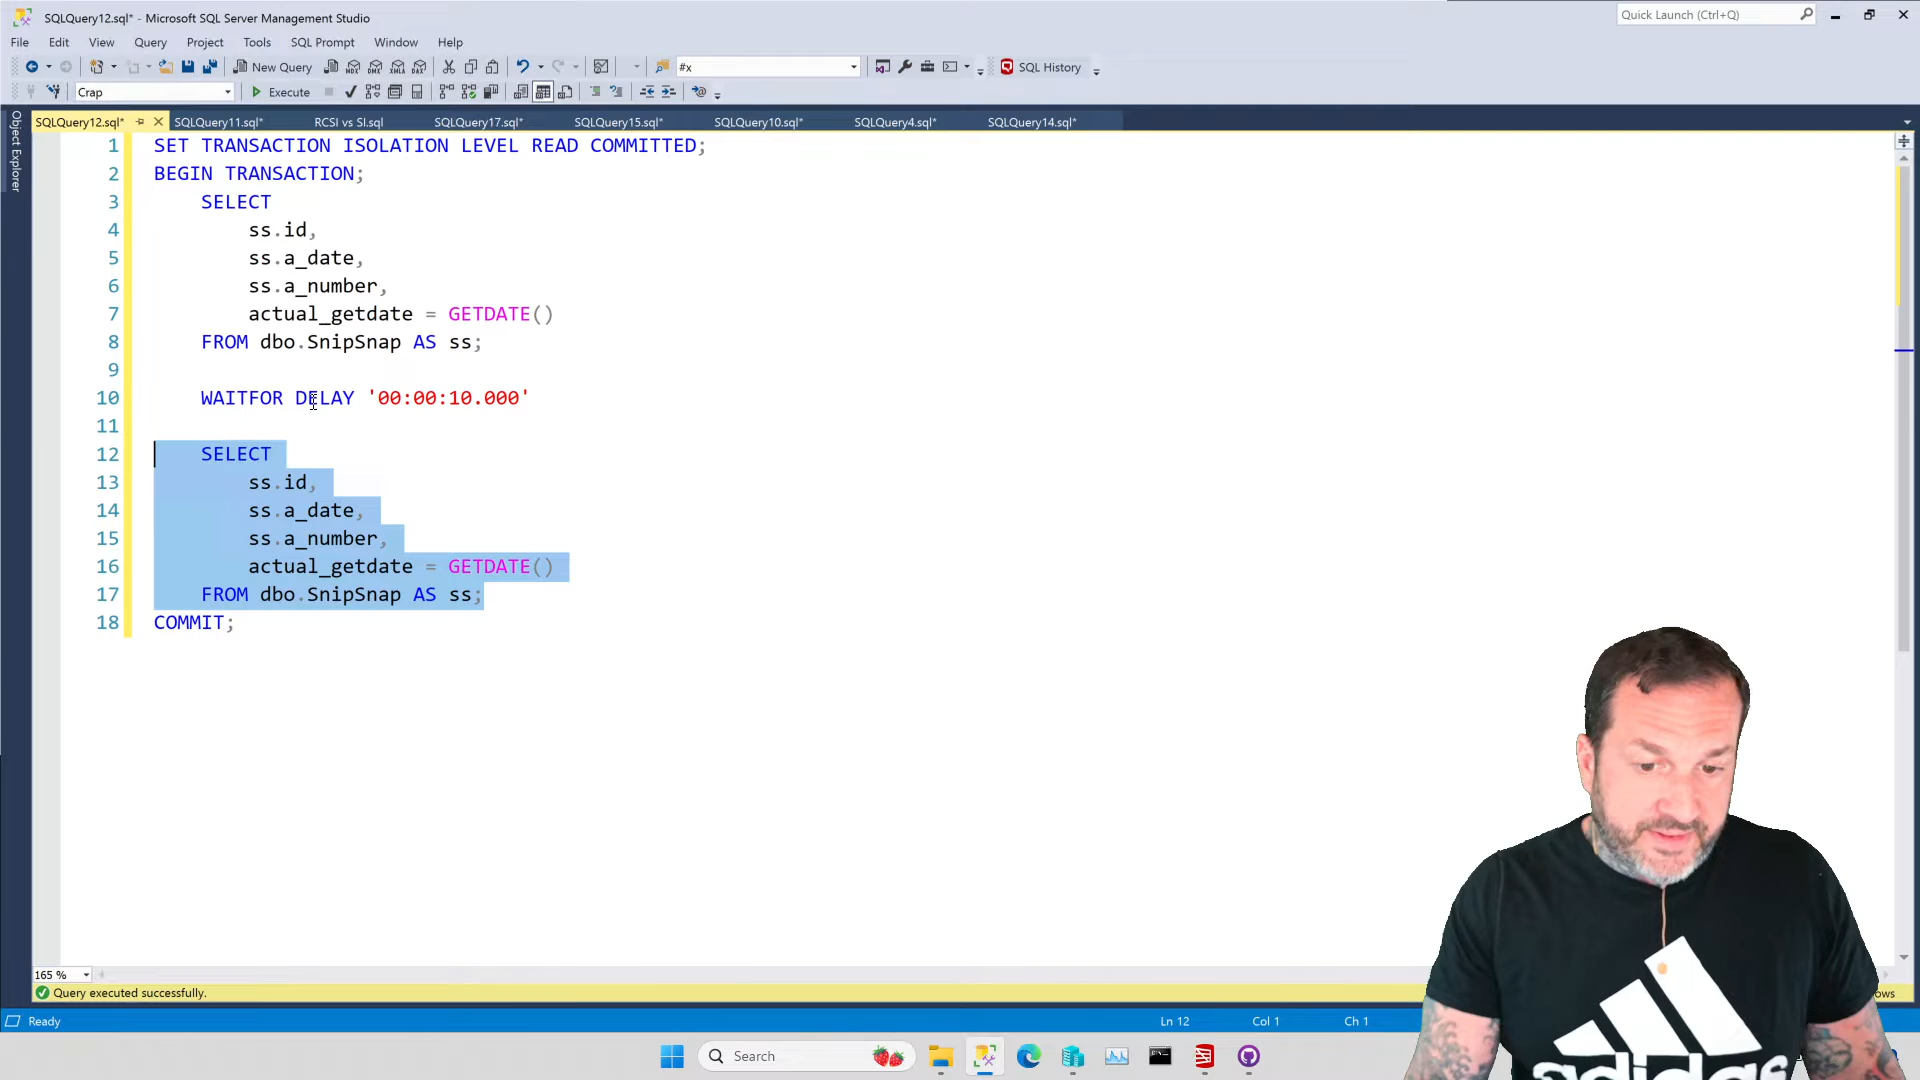 SQLQuery12.sql* - Microsoft SQL Server Management Studio
Quick Launch (Ctrl+Q)
File Edit View Query Project Tools SQL Prompt Window Help
New Query
MDX DMX XMLA DAX
#x
SQL History
Crap
Execute
SQLQuery12.sql* SQLQuery11.sql* RCSI vs SI.sql SQLQuery17.sql* SQLQuery15.sql* SQLQuery10.sql* SQLQuery4.sql* SQLQuery14.sql*
Object Explorer
1 SET TRANSACTION ISOLATION LEVEL READ COMMITTED;
2 BEGIN TRANSACTION;
3 SELECT
4 ss.id,
5 ss.a_date,
6 ss.a_number,
7 actual_getdate = GETDATE()
8 FROM dbo.SnipSnap AS ss;
9
10 WAITFOR DELAY '00:00:10.000'
11
12 SELECT
13 ss.id,
14 ss.a_date,
15 ss.a_number,
16 actual_getdate = GETDATE()
17 FROM dbo.SnipSnap AS ss;
18 COMMIT;
165 %
Query executed successfully.
ows
Ready
Ln 12 Col 1 Ch 1
Search
adidas